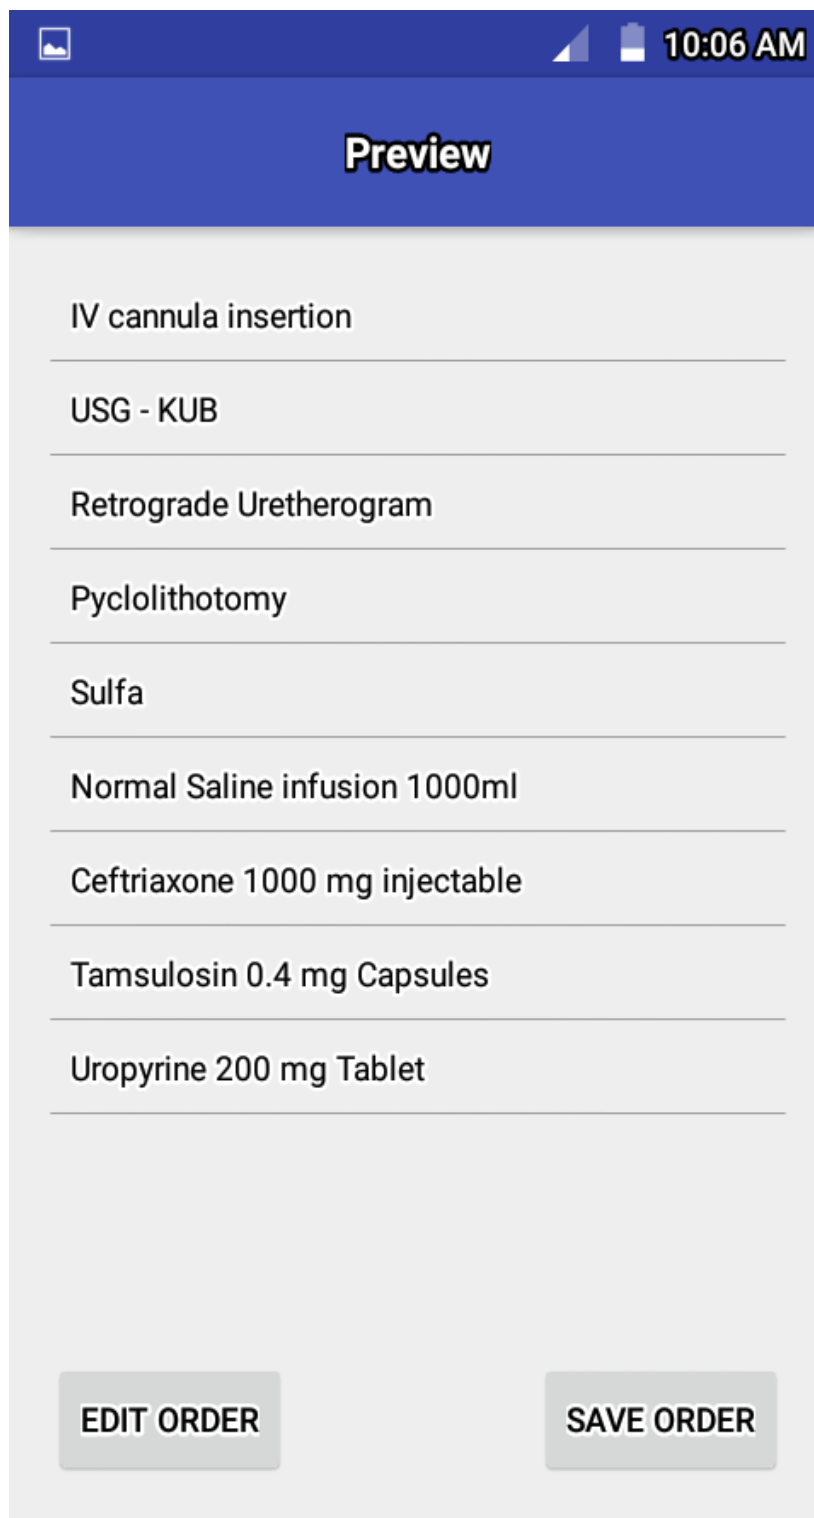 10:06 AM
Preview
IV cannula insertion
USG - KUB
Retrograde Uretherogram
Pyclolithotomy
Sulfa
Normal Saline infusion 1000ml
Ceftriaxone 1000 mg injectable
Tamsulosin 0.4 mg Capsules
Uropyrine 200 mg Tablet
EDIT ORDER
SAVE ORDER